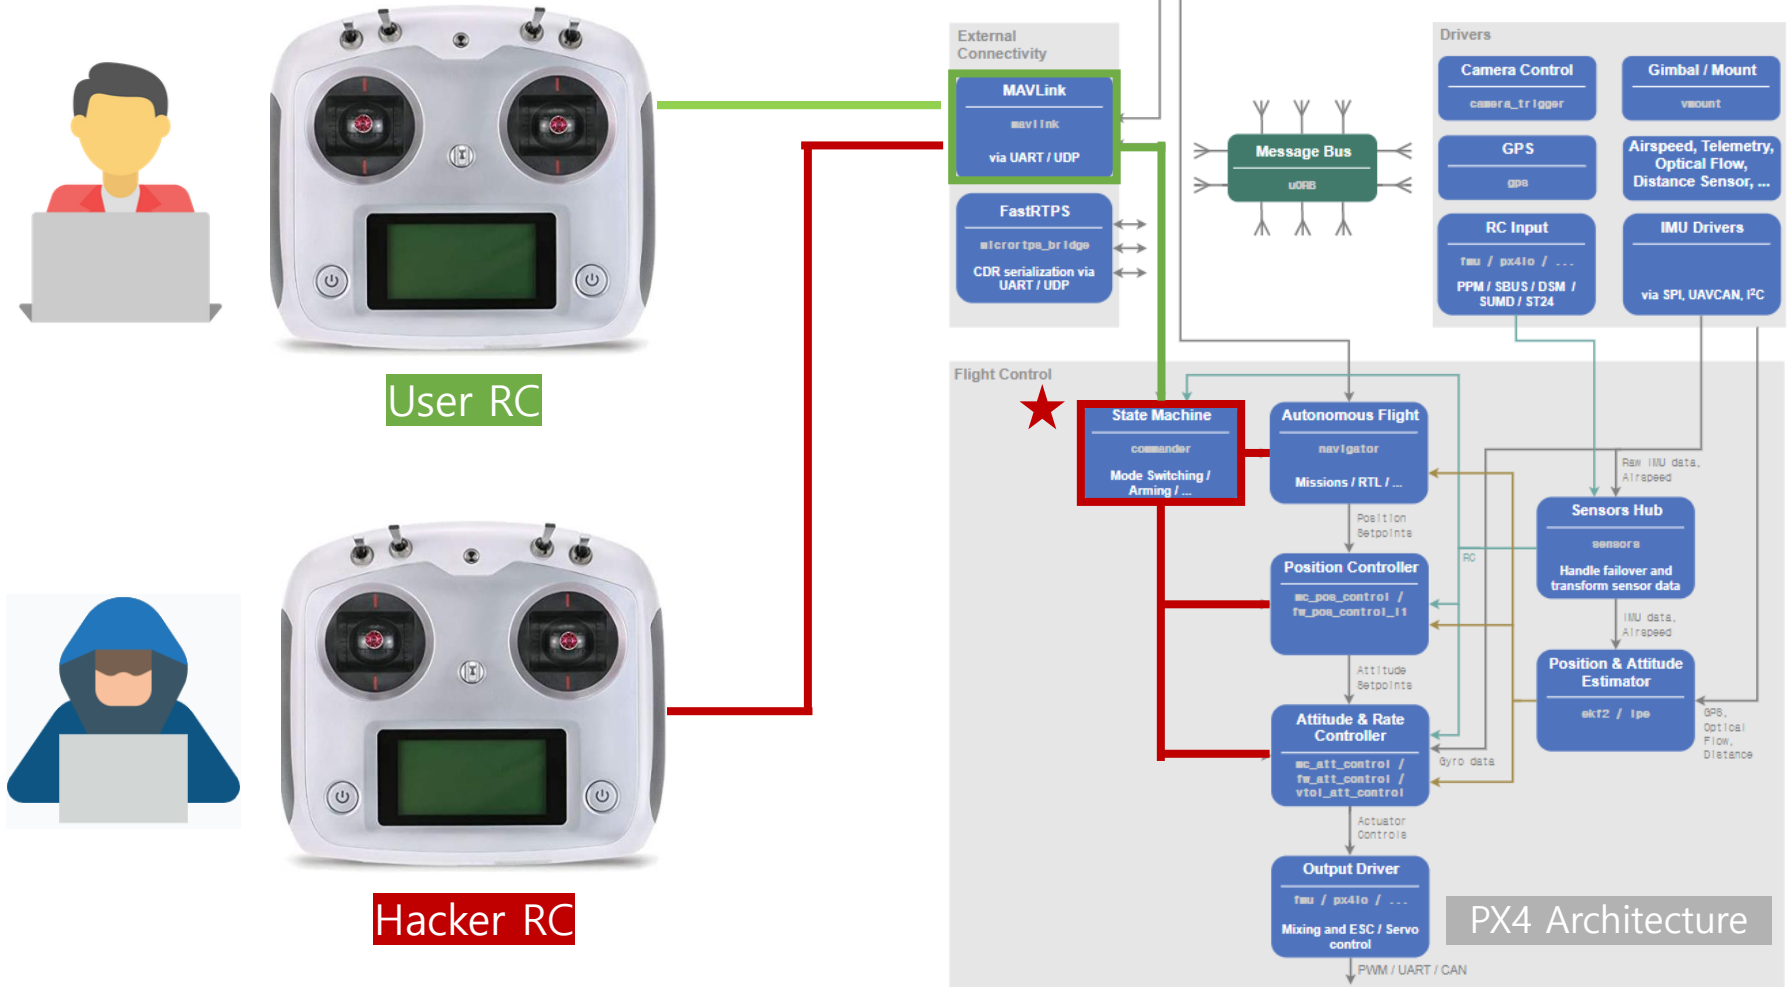 User RC
Hacker RC
External
Connectivity
MAVLink
mavlink
via UART / UDP
FastRTPS
micrortps_bridge
CDR serialization via
UART / UDP
Message Bus
uORB
Drivers
Camera Control
camera_trigger
Gimbal / Mount
vmount
GPS
gps
Airspeed, Telemetry,
Optical Flow,
Distance Sensor, ...
RC Input
fmu / px4io / ...
PPM / SBUS / DSM /
SUMD / ST24
IMU Drivers
via SPI, UAVCAN, I²C
Flight Control
State Machine
commander
Mode Switching /
Arming / ...
Autonomous Flight
navigator
Missions / RTL / ...
Position
Setpoints
Raw IMU data,
Airspeed
Sensors Hub
sensors
Handle failover and
transform sensor data
RC
Position Controller
mc_pos_control /
fw_pos_control_l1
IMU data,
Airspeed
Attitude
Setpoints
Position & Attitude
Estimator
ekf2 / lpe
GPS,
Optical
Flow,
Distance
Attitude & Rate
Controller
mc_att_control /
fw_att_control /
vtol_att_control
Gyro data
Actuator
Controls
Output Driver
fmu / px4io / ...
Mixing and ESC / Servo
control
PWM / UART / CAN
PX4 Architecture